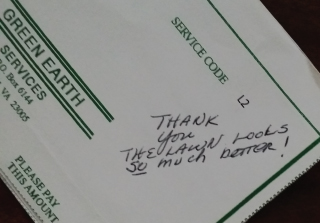 GREEN EARTH
SERVICES
P.O. Box 6144
VA 23005
SERVICE CODE
L2
THANK
YOU
THE LAWN LOOKS
SO MUCH BETTER!
PLEASE PAY
THIS AMOUNT